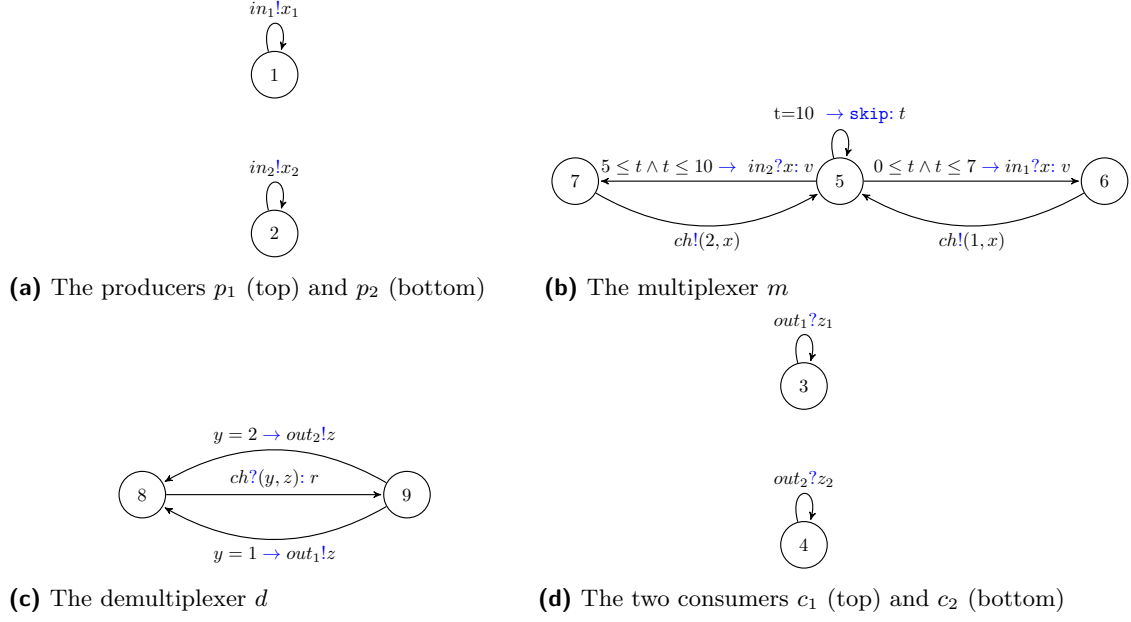 in₁!x₁
1
in₂!x₂
2
(a) The producers p₁ (top) and p₂ (bottom)
t=10 → skip: t
7
5 ≤ t ∧ t ≤ 10 → in₂?x: v
5
0 ≤ t ∧ t ≤ 7 → in₁?x: v
6
ch!(2, x)
ch!(1, x)
(b) The multiplexer m
y = 2 → out₂!z
8
ch?(y, z): r
9
y = 1 → out₁!z
(c) The demultiplexer d
out₁?z₁
3
out₂?z₂
4
(d) The two consumers c₁ (top) and c₂ (bottom)